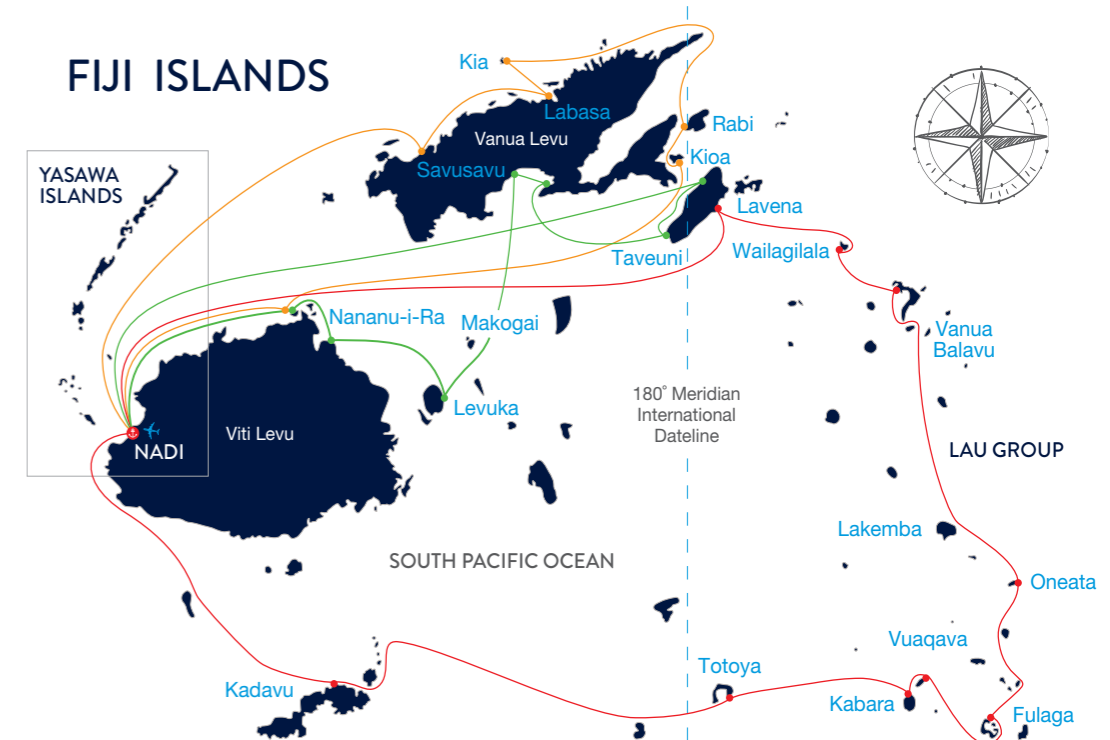 FIJI ISLANDS
Kia
Labasa
Vanua Levu
Rabi
Kioa
YASAWA
ISLANDS
Savusavu
Lavena
Wailagilala
Taveuni
Nananu-i-Ra
Makogai
Vanua
Balavu
Levuka
180° Meridian
International
Dateline
Viti Levu
NADI
LAU GROUP
Lakemba
SOUTH PACIFIC OCEAN
Oneata
Vuaqava
Totoya
Kadavu
Kabara
Fulaga